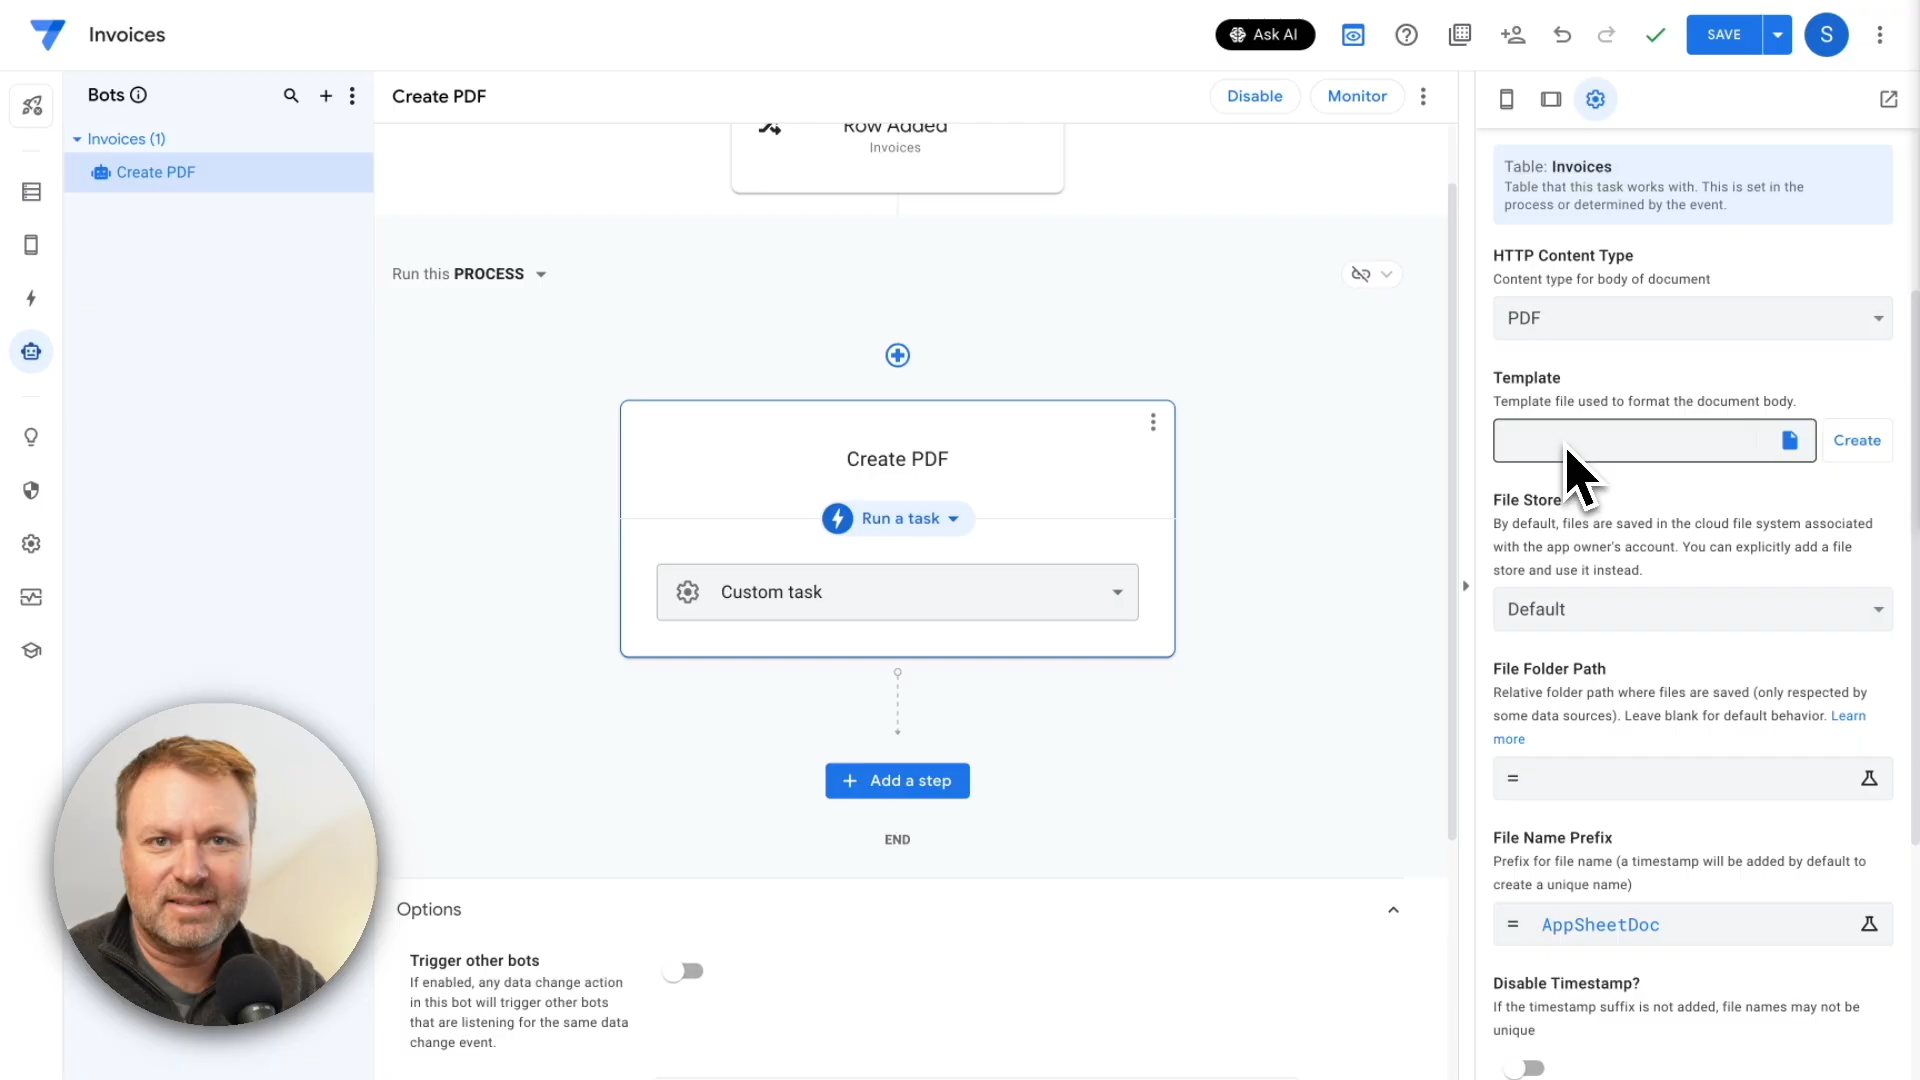 Invoices
Ask AI
SAVE
S
Bots
Invoices (1)
Create PDF
Create PDF
Disable
Monitor
Row Added
Invoices
Run this PROCESS
Create PDF
Run a task
Custom task
Add a step
END
Options
Trigger other bots
If enabled, any data change action
in this bot will trigger other bots
that are listening for the same data
change event.
Table: Invoices
Table that this task works with. This is set in the
process or determined by the event.
HTTP Content Type
Content type for body of document
PDF
Template
Template file used to format the document body.
Create
File Store
By default, files are saved in the cloud file system associated
with the app owner's account. You can explicitly add a file
store and use it instead.
Default
File Folder Path
Relative folder path where files are saved (only respected by
some data sources). Leave blank for default behavior. Learn
more
=
File Name Prefix
Prefix for file name (a timestamp will be added by default to
create a unique name)
= AppSheetDoc
Disable Timestamp?
If the timestamp suffix is not added, file names may not be
unique